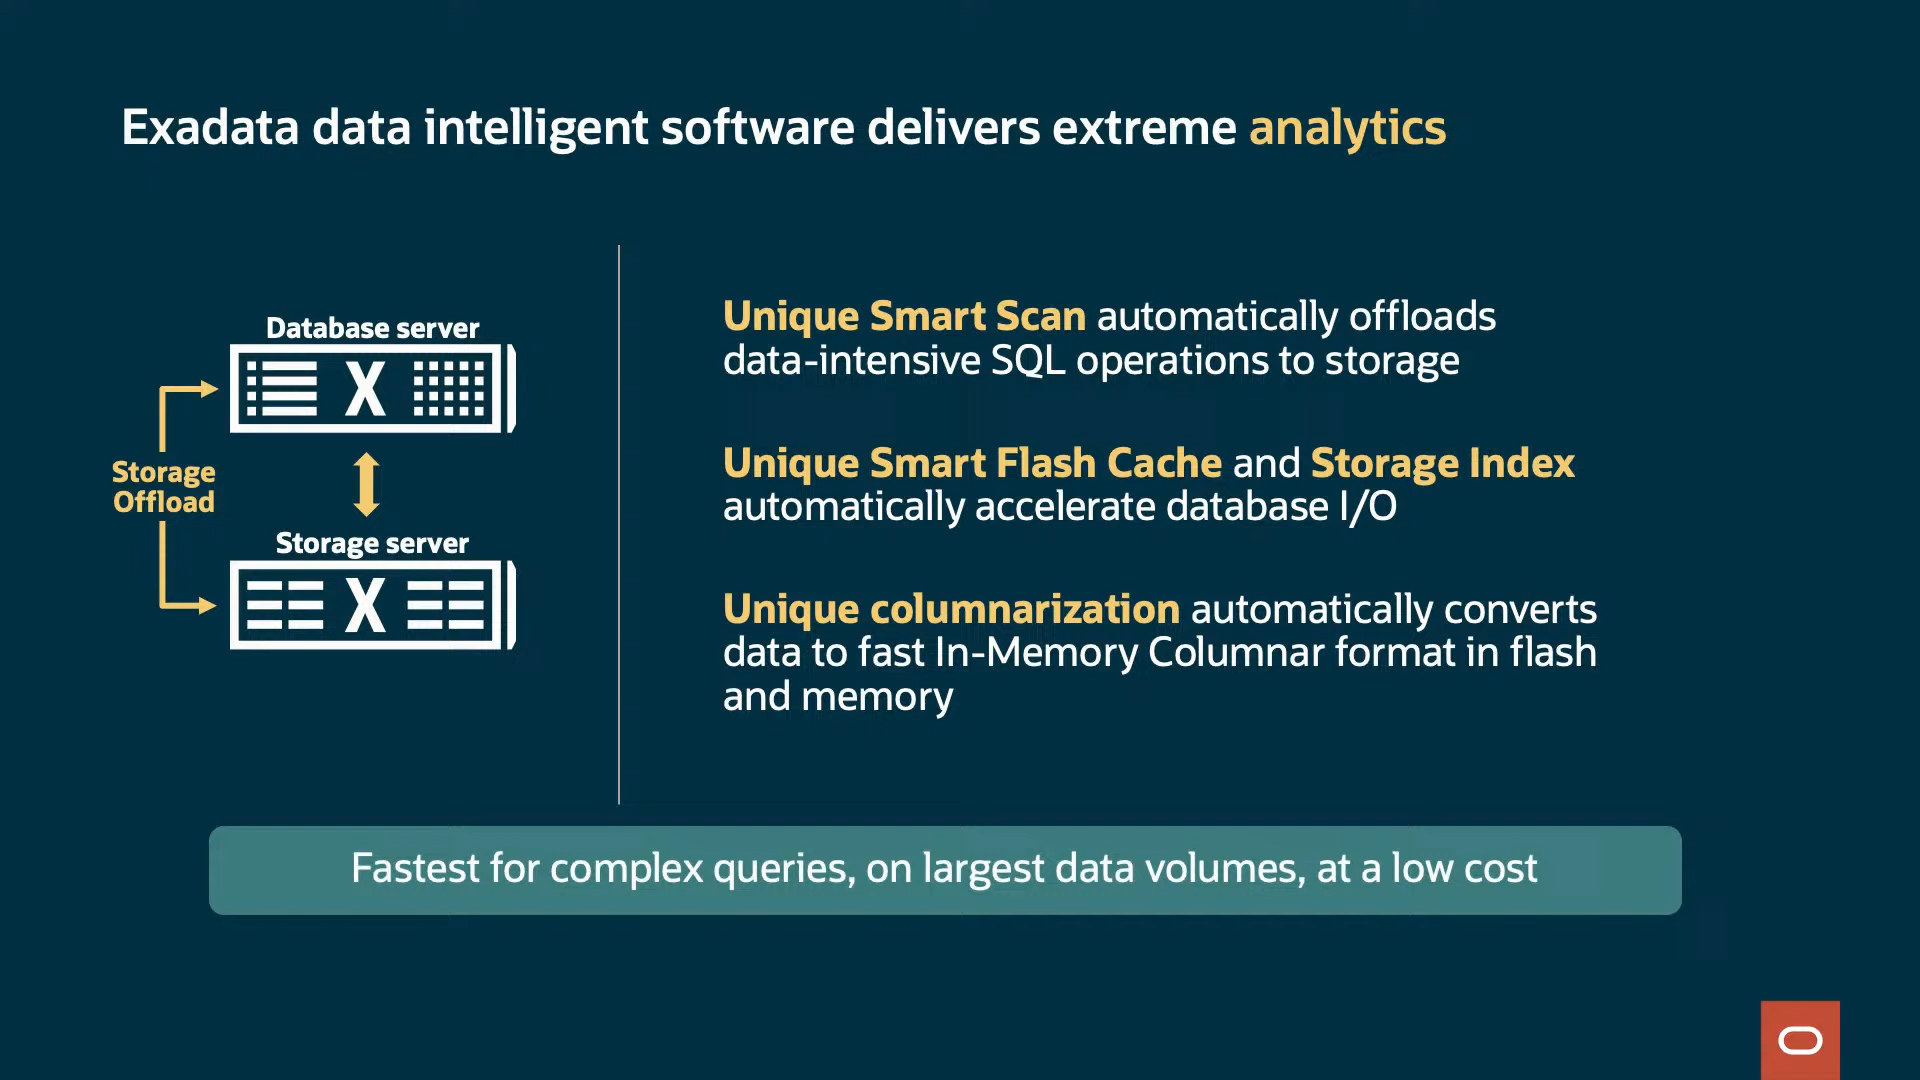 Exadata data intelligent software delivers extreme analytics
Database server
X
Storage
Offload
Storage server
X
Unique Smart Scan automatically offloads
data-intensive SQL operations to storage
Unique Smart Flash Cache and Storage Index
automatically accelerate database I/O
Unique columnarization automatically converts
data to fast In-Memory Columnar format in flash
and memory
Fastest for complex queries, on largest data volumes, at a low cost